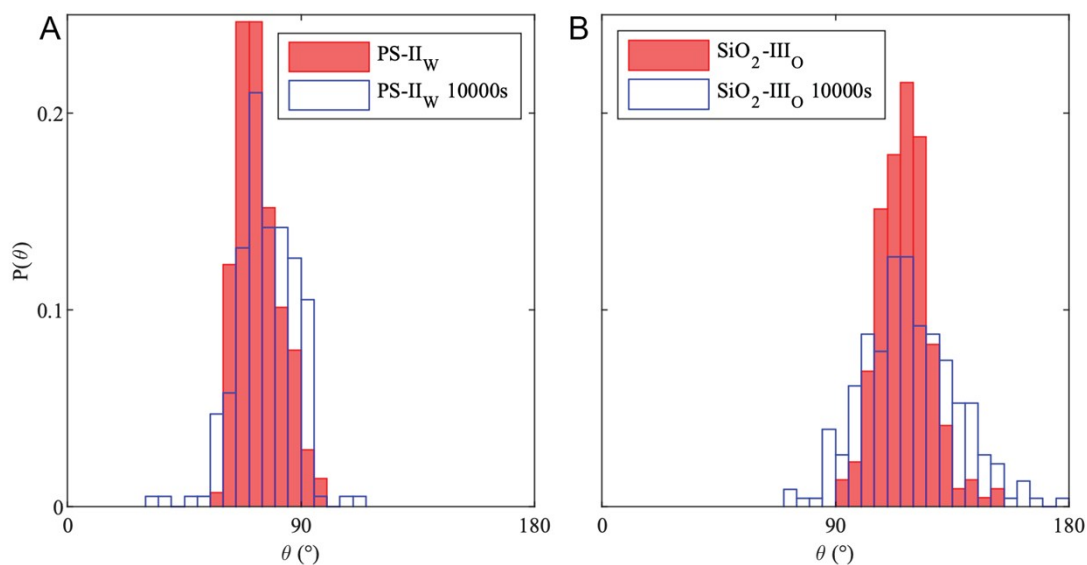 A
PS-II_W
PS-II_W 10000s
B
SiO_2-III_O
SiO_2-III_O 10000s
P(θ)
0.2
0.1
0
0
90
180
θ (°)
0
90
180
θ (°)